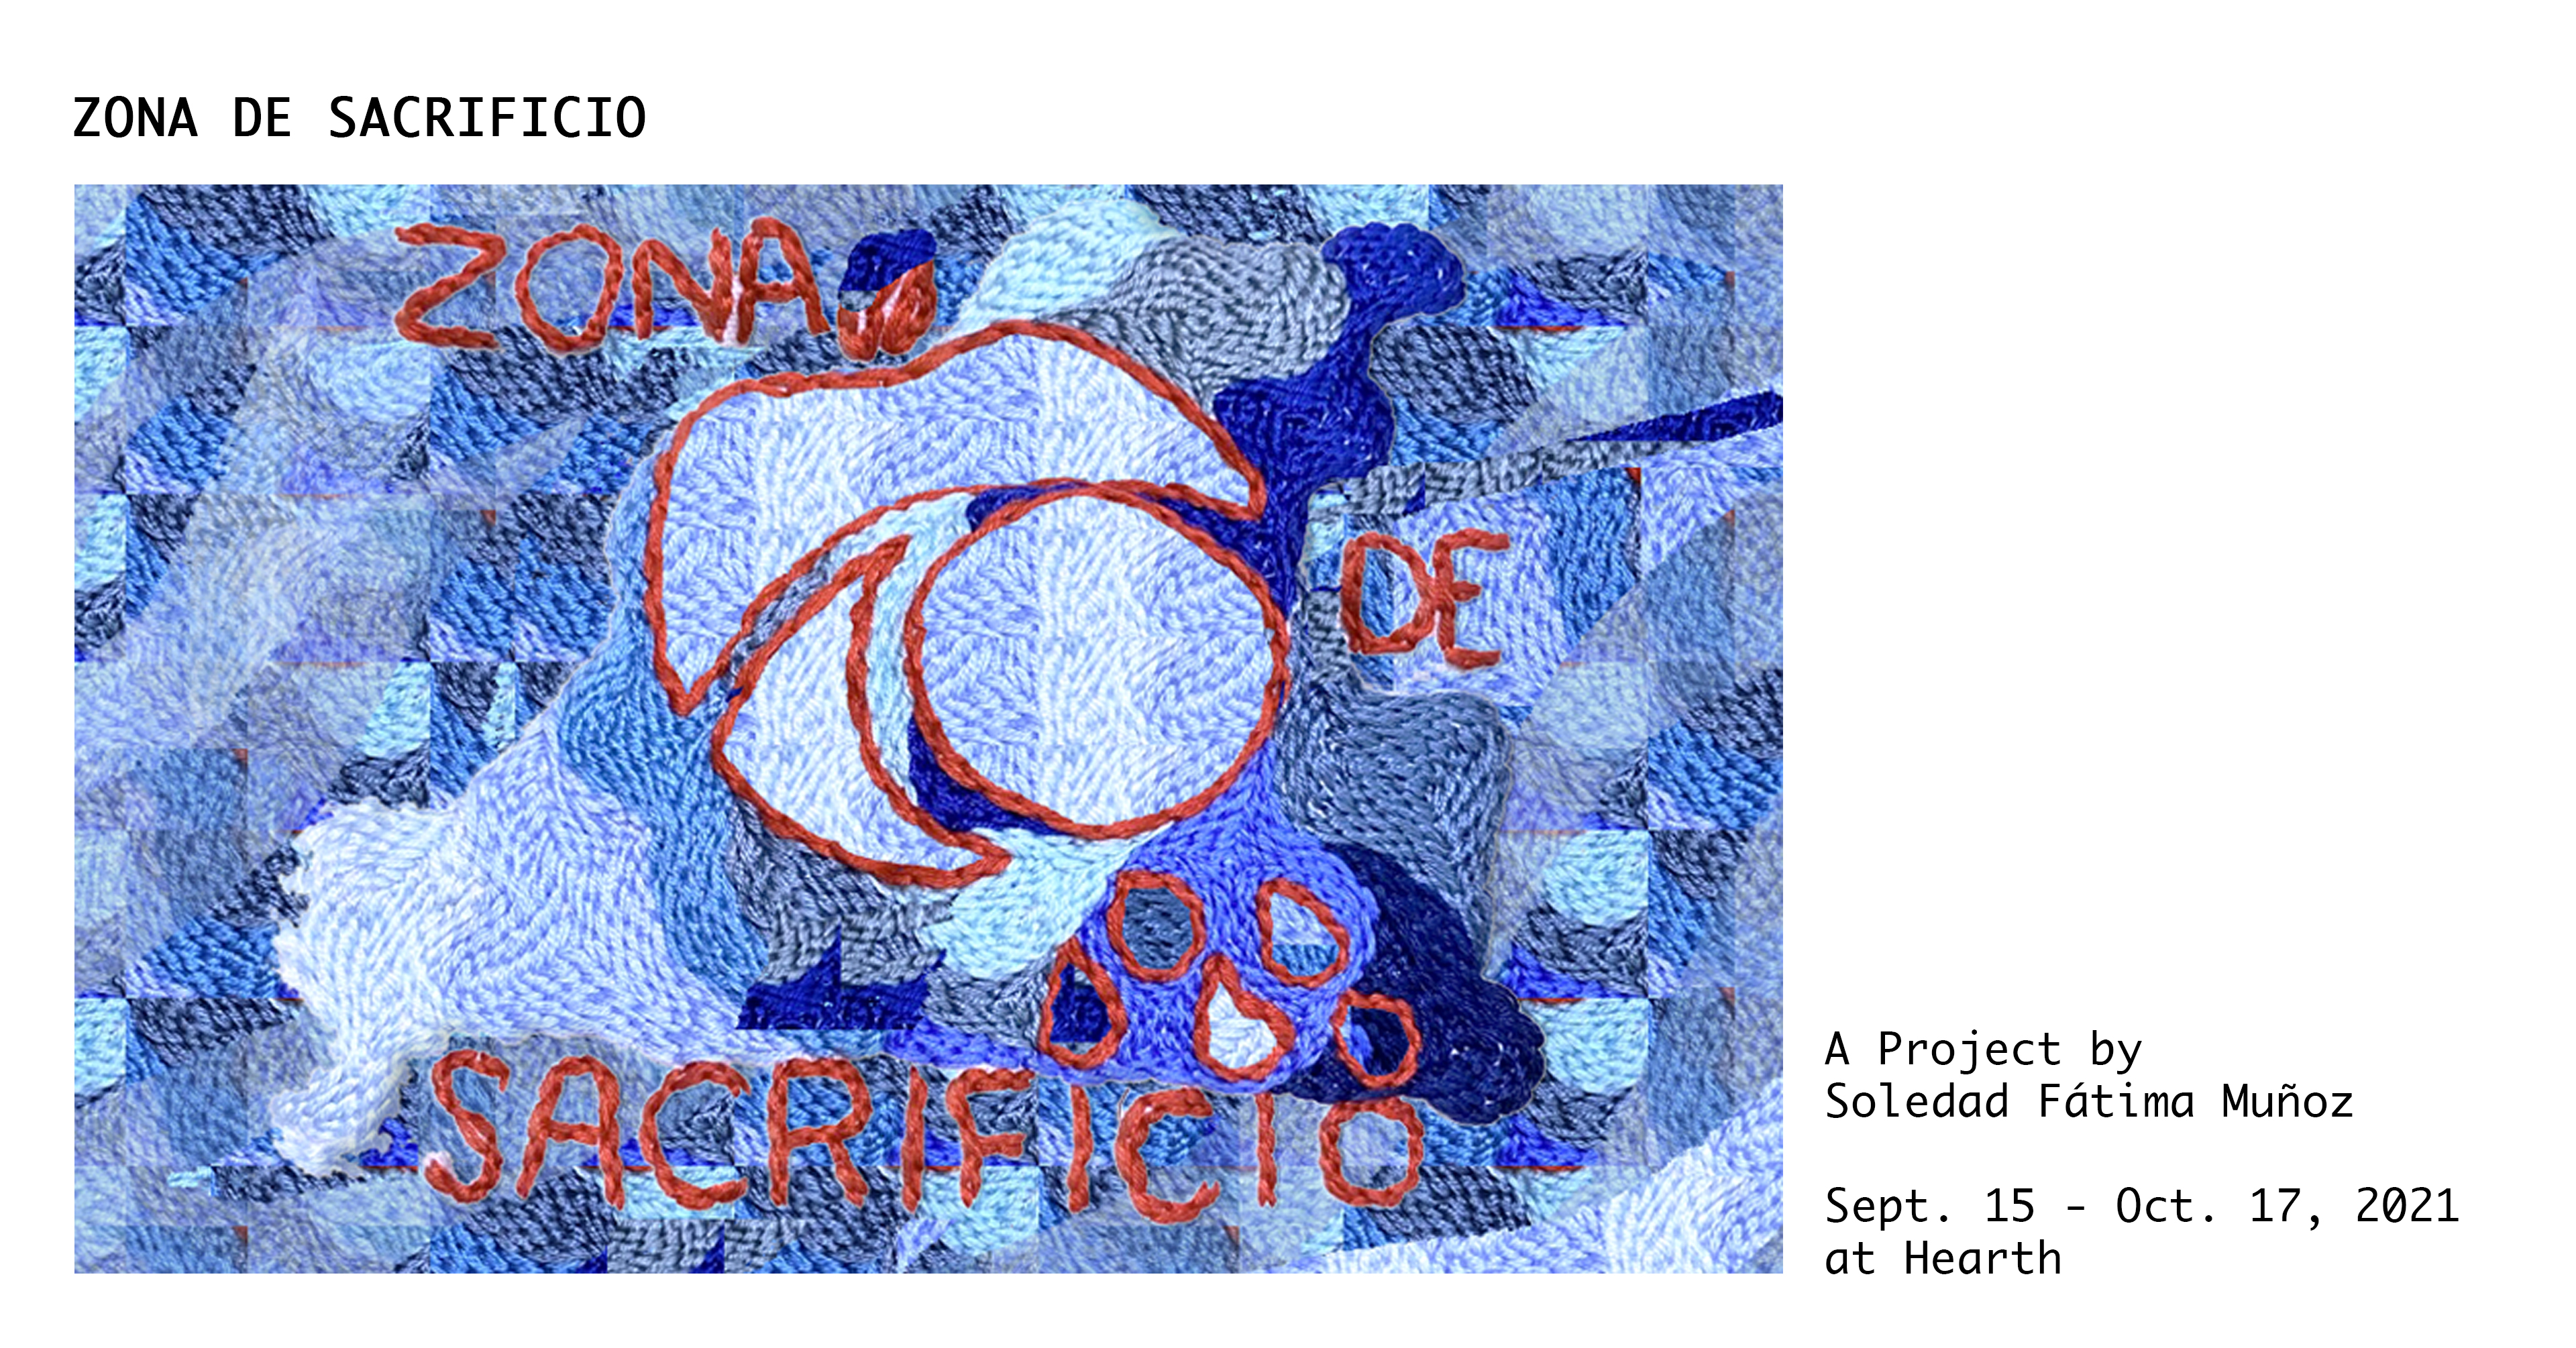 ZONA DE SACRIFICIO
ZONA
DE
SACRIFICIO
A Project by
Soledad Fátima Muñoz
Sept. 15 - Oct. 17, 2021
at Hearth